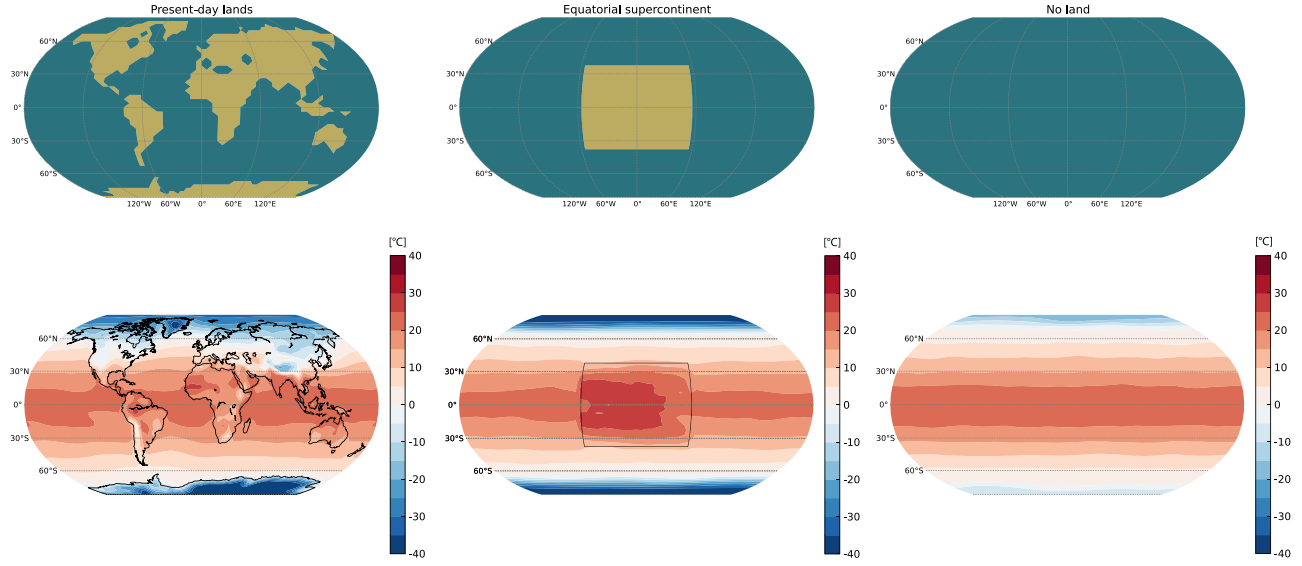 Present–day lands
Equatorial supercontinent
No land
60°N
30°N
0°
30°S
60°S
120°W 60°W 0° 60°E 120°E
60°N
30°N
0°
30°S
60°S
120°W 60°W 0° 60°E 120°E
60°N
30°N
0°
30°S
60°S
120°W 60°W 0° 60°E 120°E
[℃]
40
30
20
10
0
-10
-20
-30
-40
60°N
30°N
0°
30°S
60°S
[℃]
40
30
20
10
0
-10
-20
-30
-40
60°N
30°N
0°
30°S
60°S
[℃]
40
30
20
10
0
-10
-20
-30
-40
60°N
30°N
0°
30°S
60°S